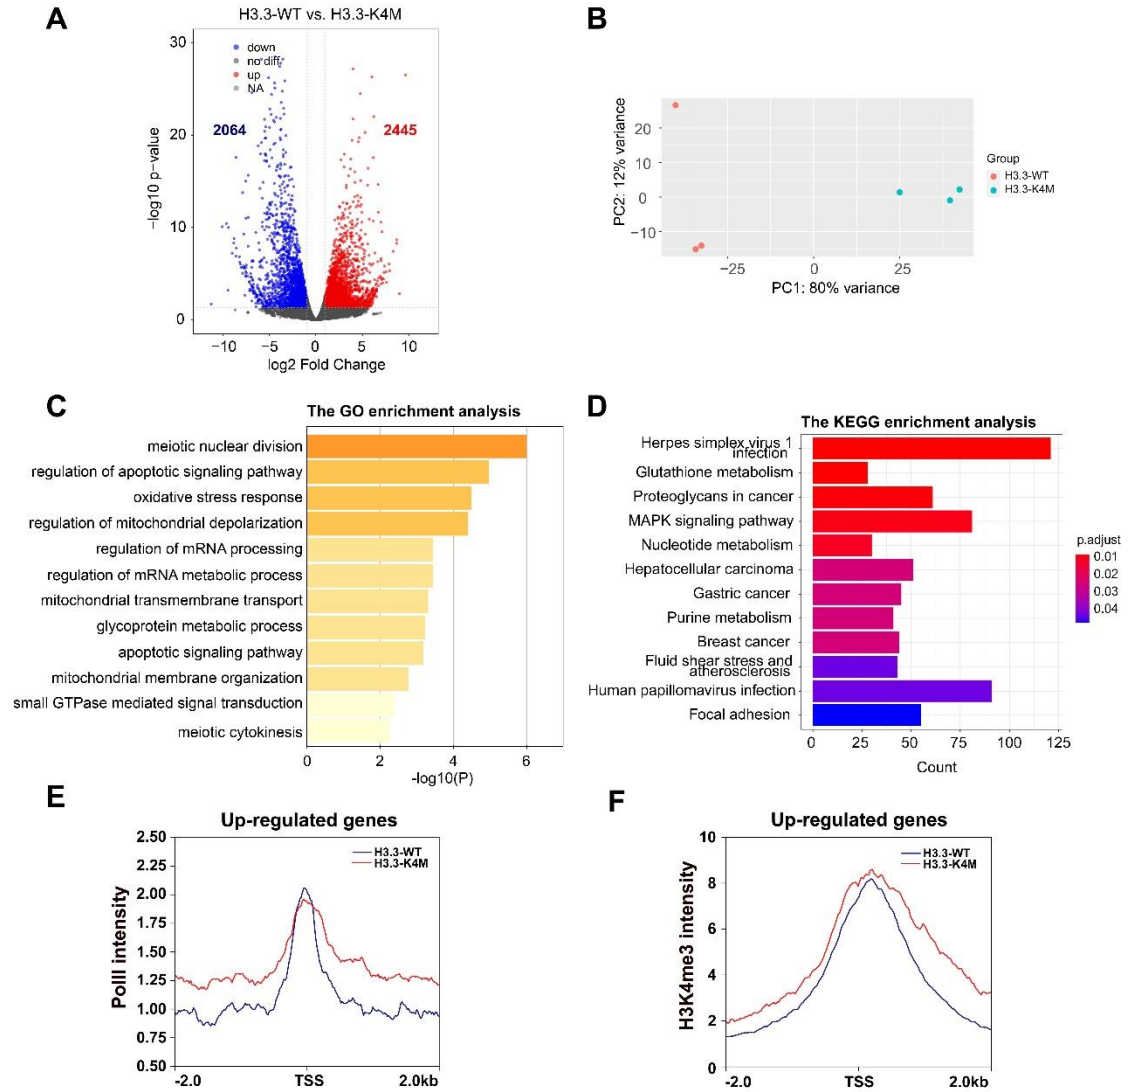 A
H3.3-WT vs. H3.3-K4M
down
no diff
up
NA
2064
2445
30
20
10
0
−log10 p−value
−10
−5
0
5
10
log2 Fold Change
B
20
10
0
−10
PC2: 12% variance
−25
0
25
PC1: 80% variance
Group
H3.3-WT
H3.3-K4M
C
The GO enrichment analysis
meiotic nuclear division
regulation of apoptotic signaling pathway
oxidative stress response
regulation of mitochondrial depolarization
regulation of mRNA processing
regulation of mRNA metabolic process
mitochondrial transmembrane transport
glycoprotein metabolic process
apoptotic signaling pathway
mitochondrial membrane organization
small GTPase mediated signal transduction
meiotic cytokinesis
0
2
4
6
-log10(P)
D
The KEGG enrichment analysis
Herpes simplex virus 1
infection
Glutathione metabolism
Proteoglycans in cancer
MAPK signaling pathway
Nucleotide metabolism
Hepatocellular carcinoma
Gastric cancer
Purine metabolism
Breast cancer
Fluid shear stress and
atherosclerosis
Human papillomavirus infection
Focal adhesion
0
25
50
75
100
125
Count
p.adjust
0.01
0.02
0.03
0.04
E
Up-regulated genes
2.50
2.25
2.00
1.75
1.50
1.25
1.00
0.75
0.50
PolII intensity
H3.3-WT
H3.3-K4M
-2.0
TSS
2.0kb
F
Up-regulated genes
10
8
6
4
2
0
H3K4me3 intensity
H3.3-WT
H3.3-K4M
-2.0
TSS
2.0kb